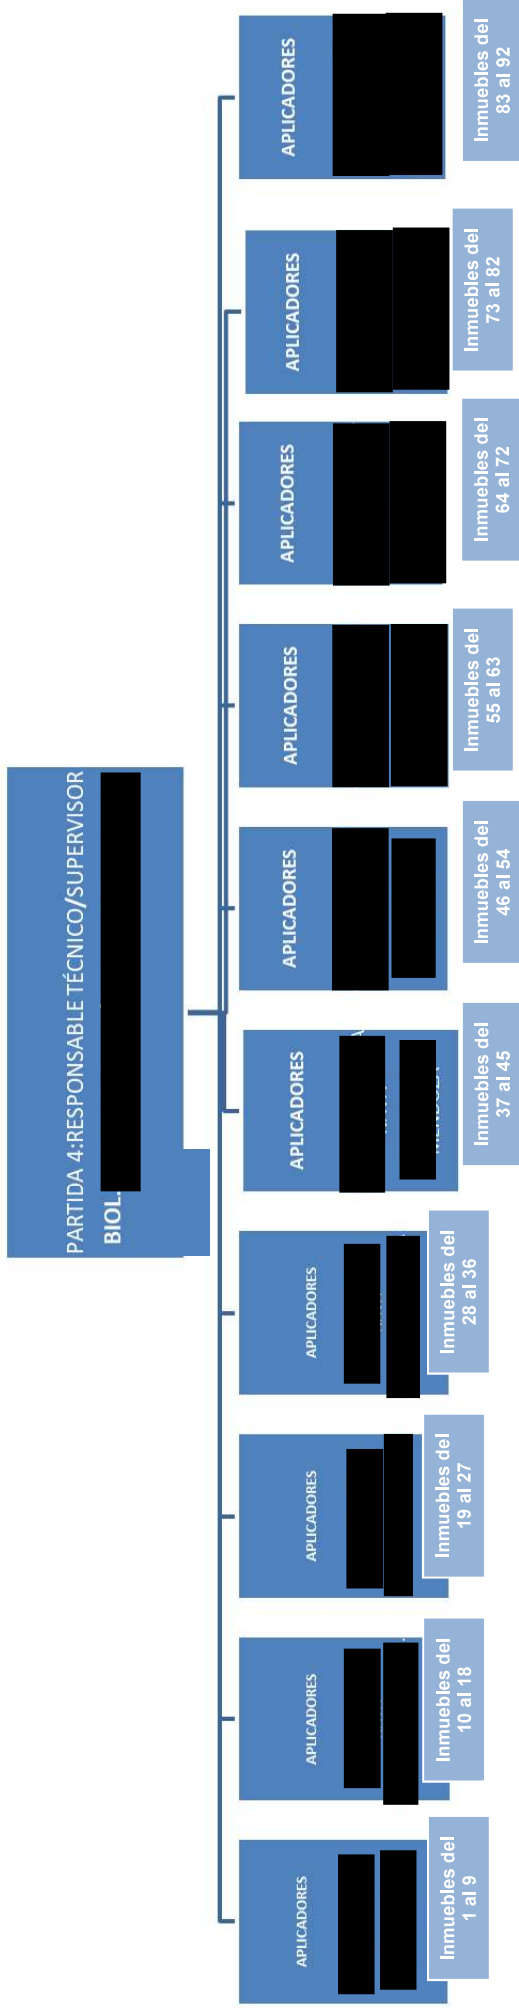 PARTIDA 4:RESPONSABLE TÉCNICO/SUPERVISOR
BIOL.
APLICADORES
Inmuebles del
1 al 9
APLICADORES
Inmuebles del
10 al 18
APLICADORES
Inmuebles del
19 al 27
APLICADORES
Inmuebles del
28 al 36
APLICADORES
Inmuebles del
37 al 45
APLICADORES
Inmuebles del
46 al 54
APLICADORES
Inmuebles del
55 al 63
APLICADORES
Inmuebles del
64 al 72
APLICADORES
Inmuebles del
73 al 82
APLICADORES
Inmuebles del
83 al 92